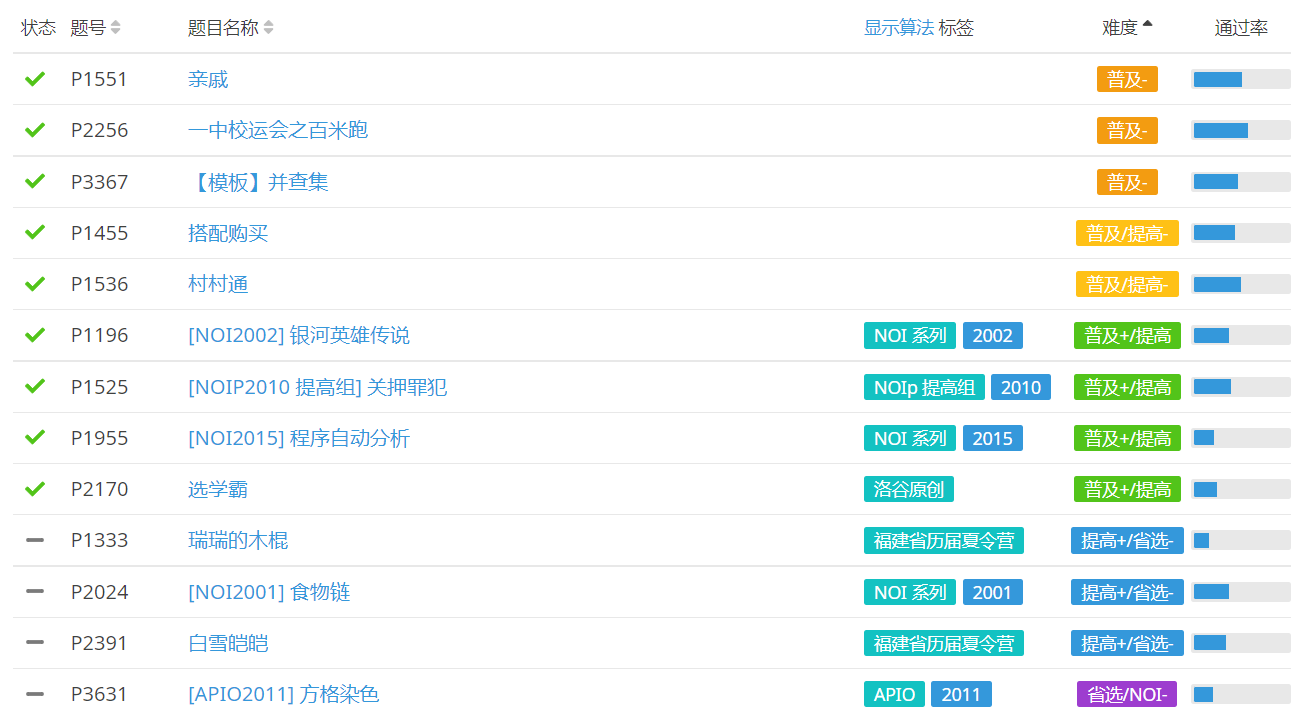 状态 题号 题目名称 显示算法 标签 难度 通过率
P1551 亲戚 普及-
P2256 一中校运会之百米跑 普及-
P3367 【模板】并查集 普及-
P1455 搭配购买 普及/提高-
P1536 村村通 普及/提高-
P1196 [NOI2002] 银河英雄传说 NOI 系列 2002 普及+/提高
P1525 [NOIP2010 提高组] 关押罪犯 NOIp 提高组 2010 普及+/提高
P1955 [NOI2015] 程序自动分析 NOI 系列 2015 普及+/提高
P2170 选学霸 洛谷原创 普及+/提高
P1333 瑞瑞的木棍 福建省历届夏令营 提高+/省选-
P2024 [NOI2001] 食物链 NOI 系列 2001 提高+/省选-
P2391 白雪皑皑 福建省历届夏令营 提高+/省选-
P3631 [APIO2011] 方格染色 APIO 2011 省选/NOI-